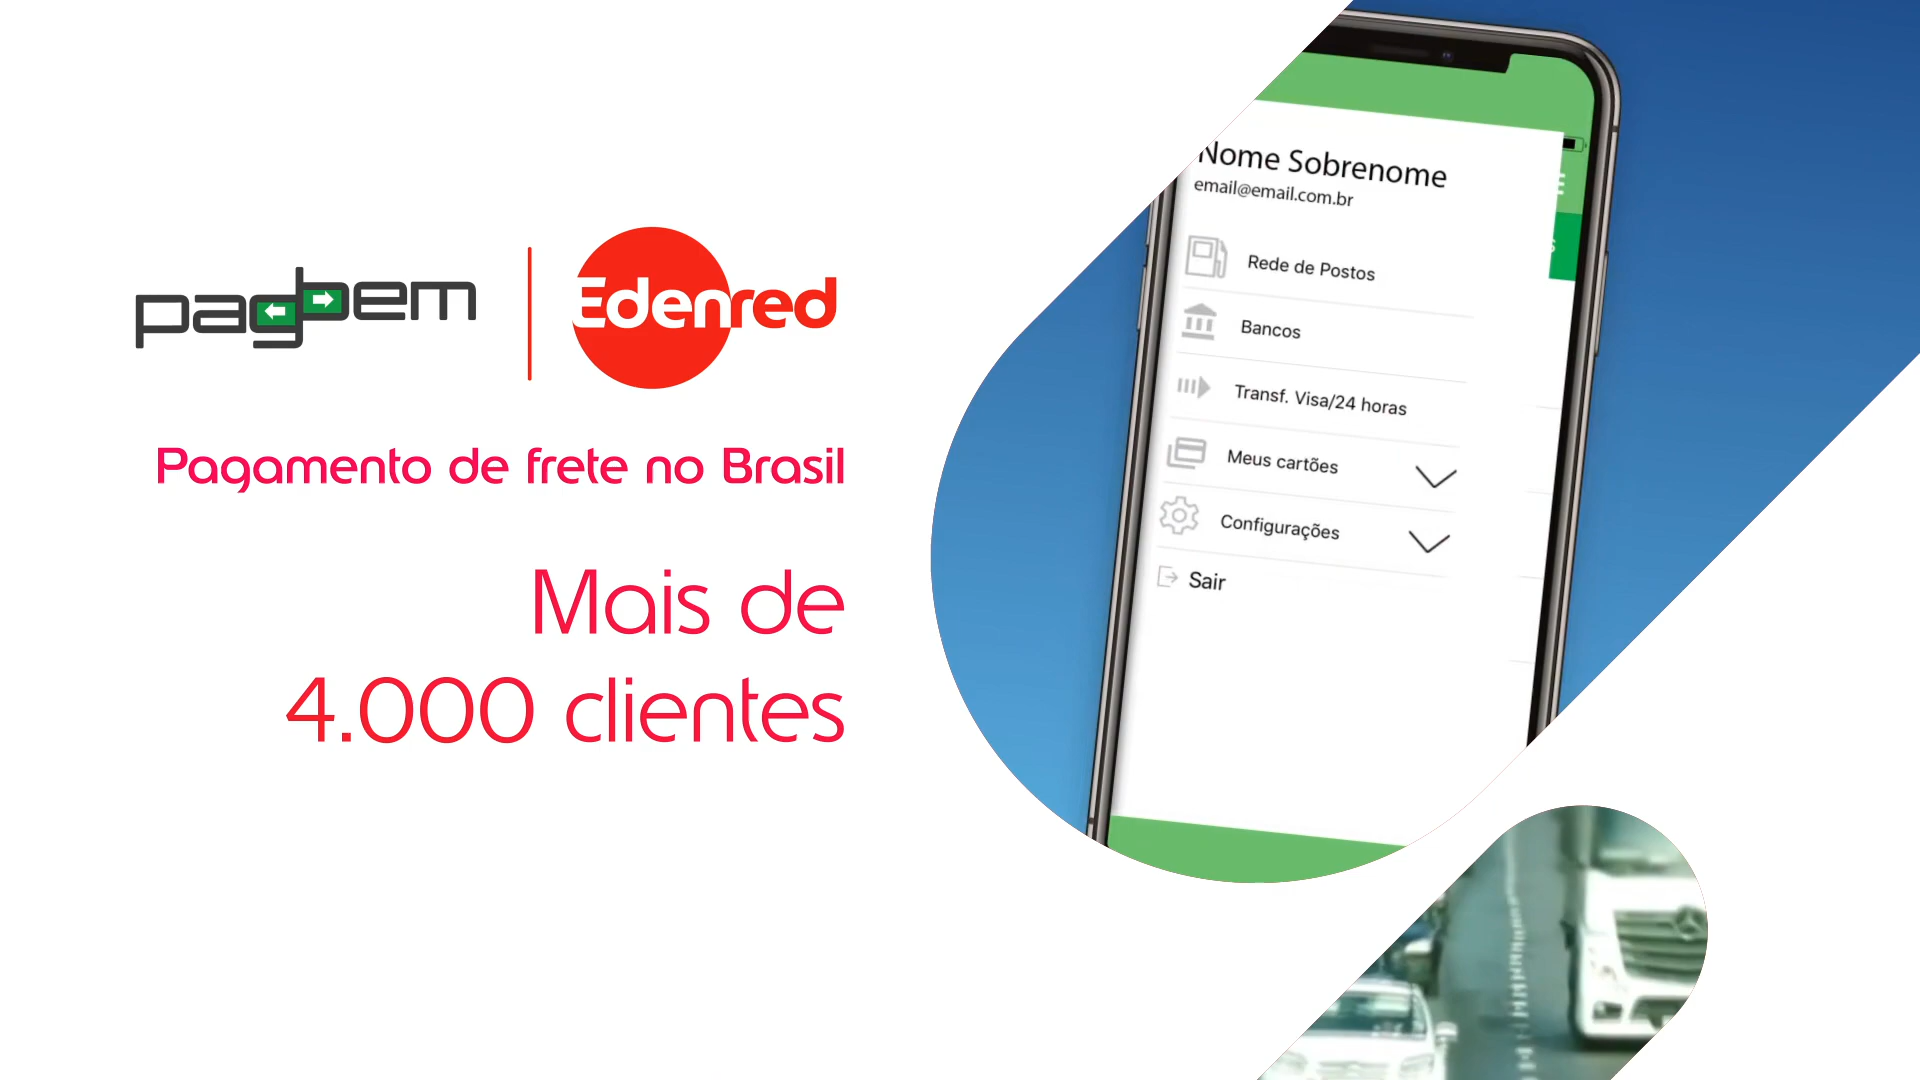 pagbem
Edenred
Pagamento de frete no Brasil
Mais de
4.000 clientes
Nome Sobrenome
email@email.com.br
Rede de Postos
Bancos
Transf. Visa/24 horas
Meus cartões
Configurações
Sair